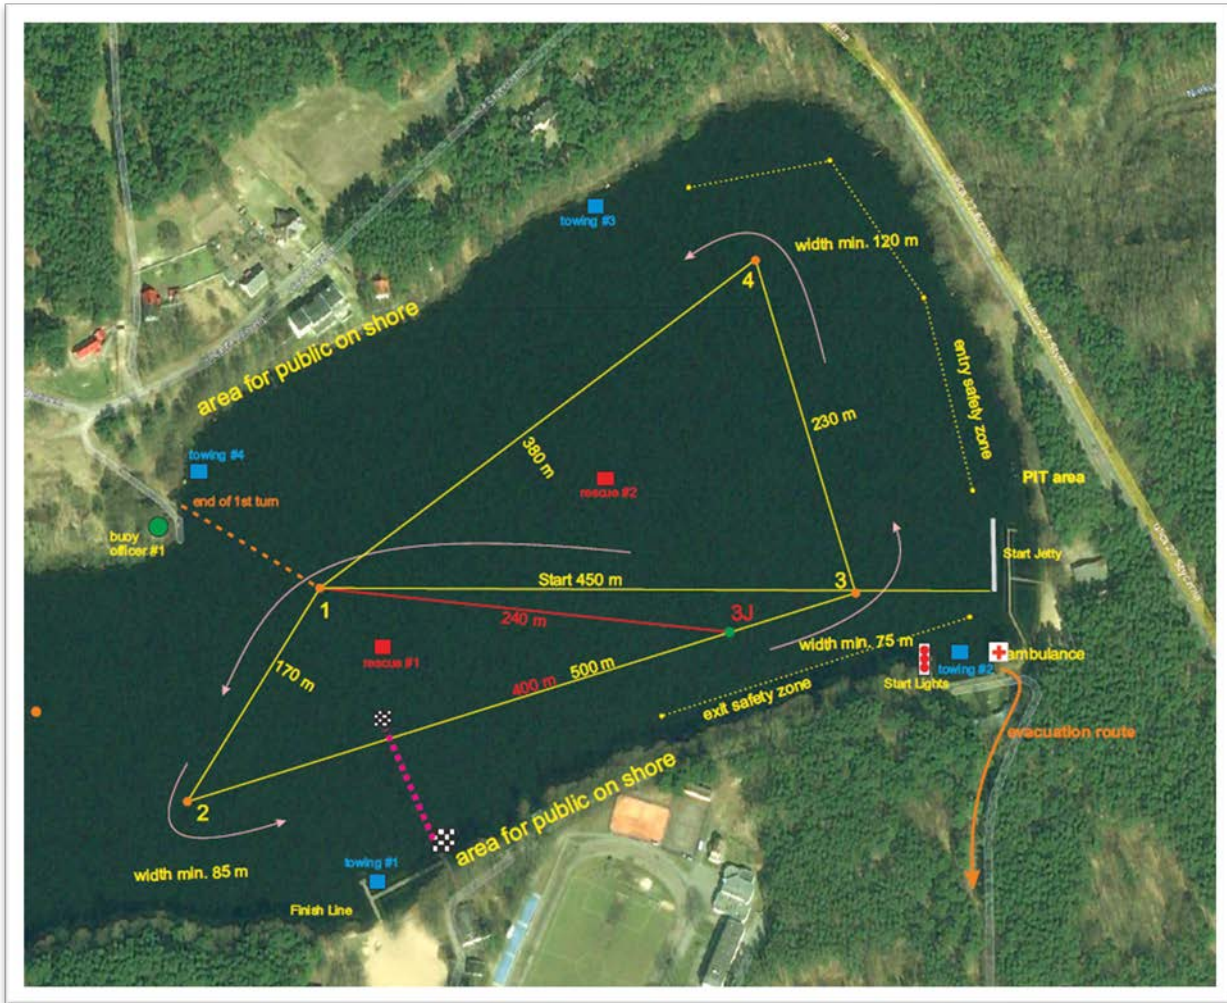 towing #3
width min. 120 m
4
area for public on shore
entry safety zone
230 m
380 m
towing #4
rescue #2
PIT area
end of 1st turn
buoy
officer #1
Start Jetty
Start 450 m
3
1
3J
240 m
width min. 75 m
rescue #1
500 m
170 m
400 m
ambulance
towing #2
Start Lights
exit safety zone
evacuation route
2
area for public on shore
towing #1
width min. 85 m
Finish Line